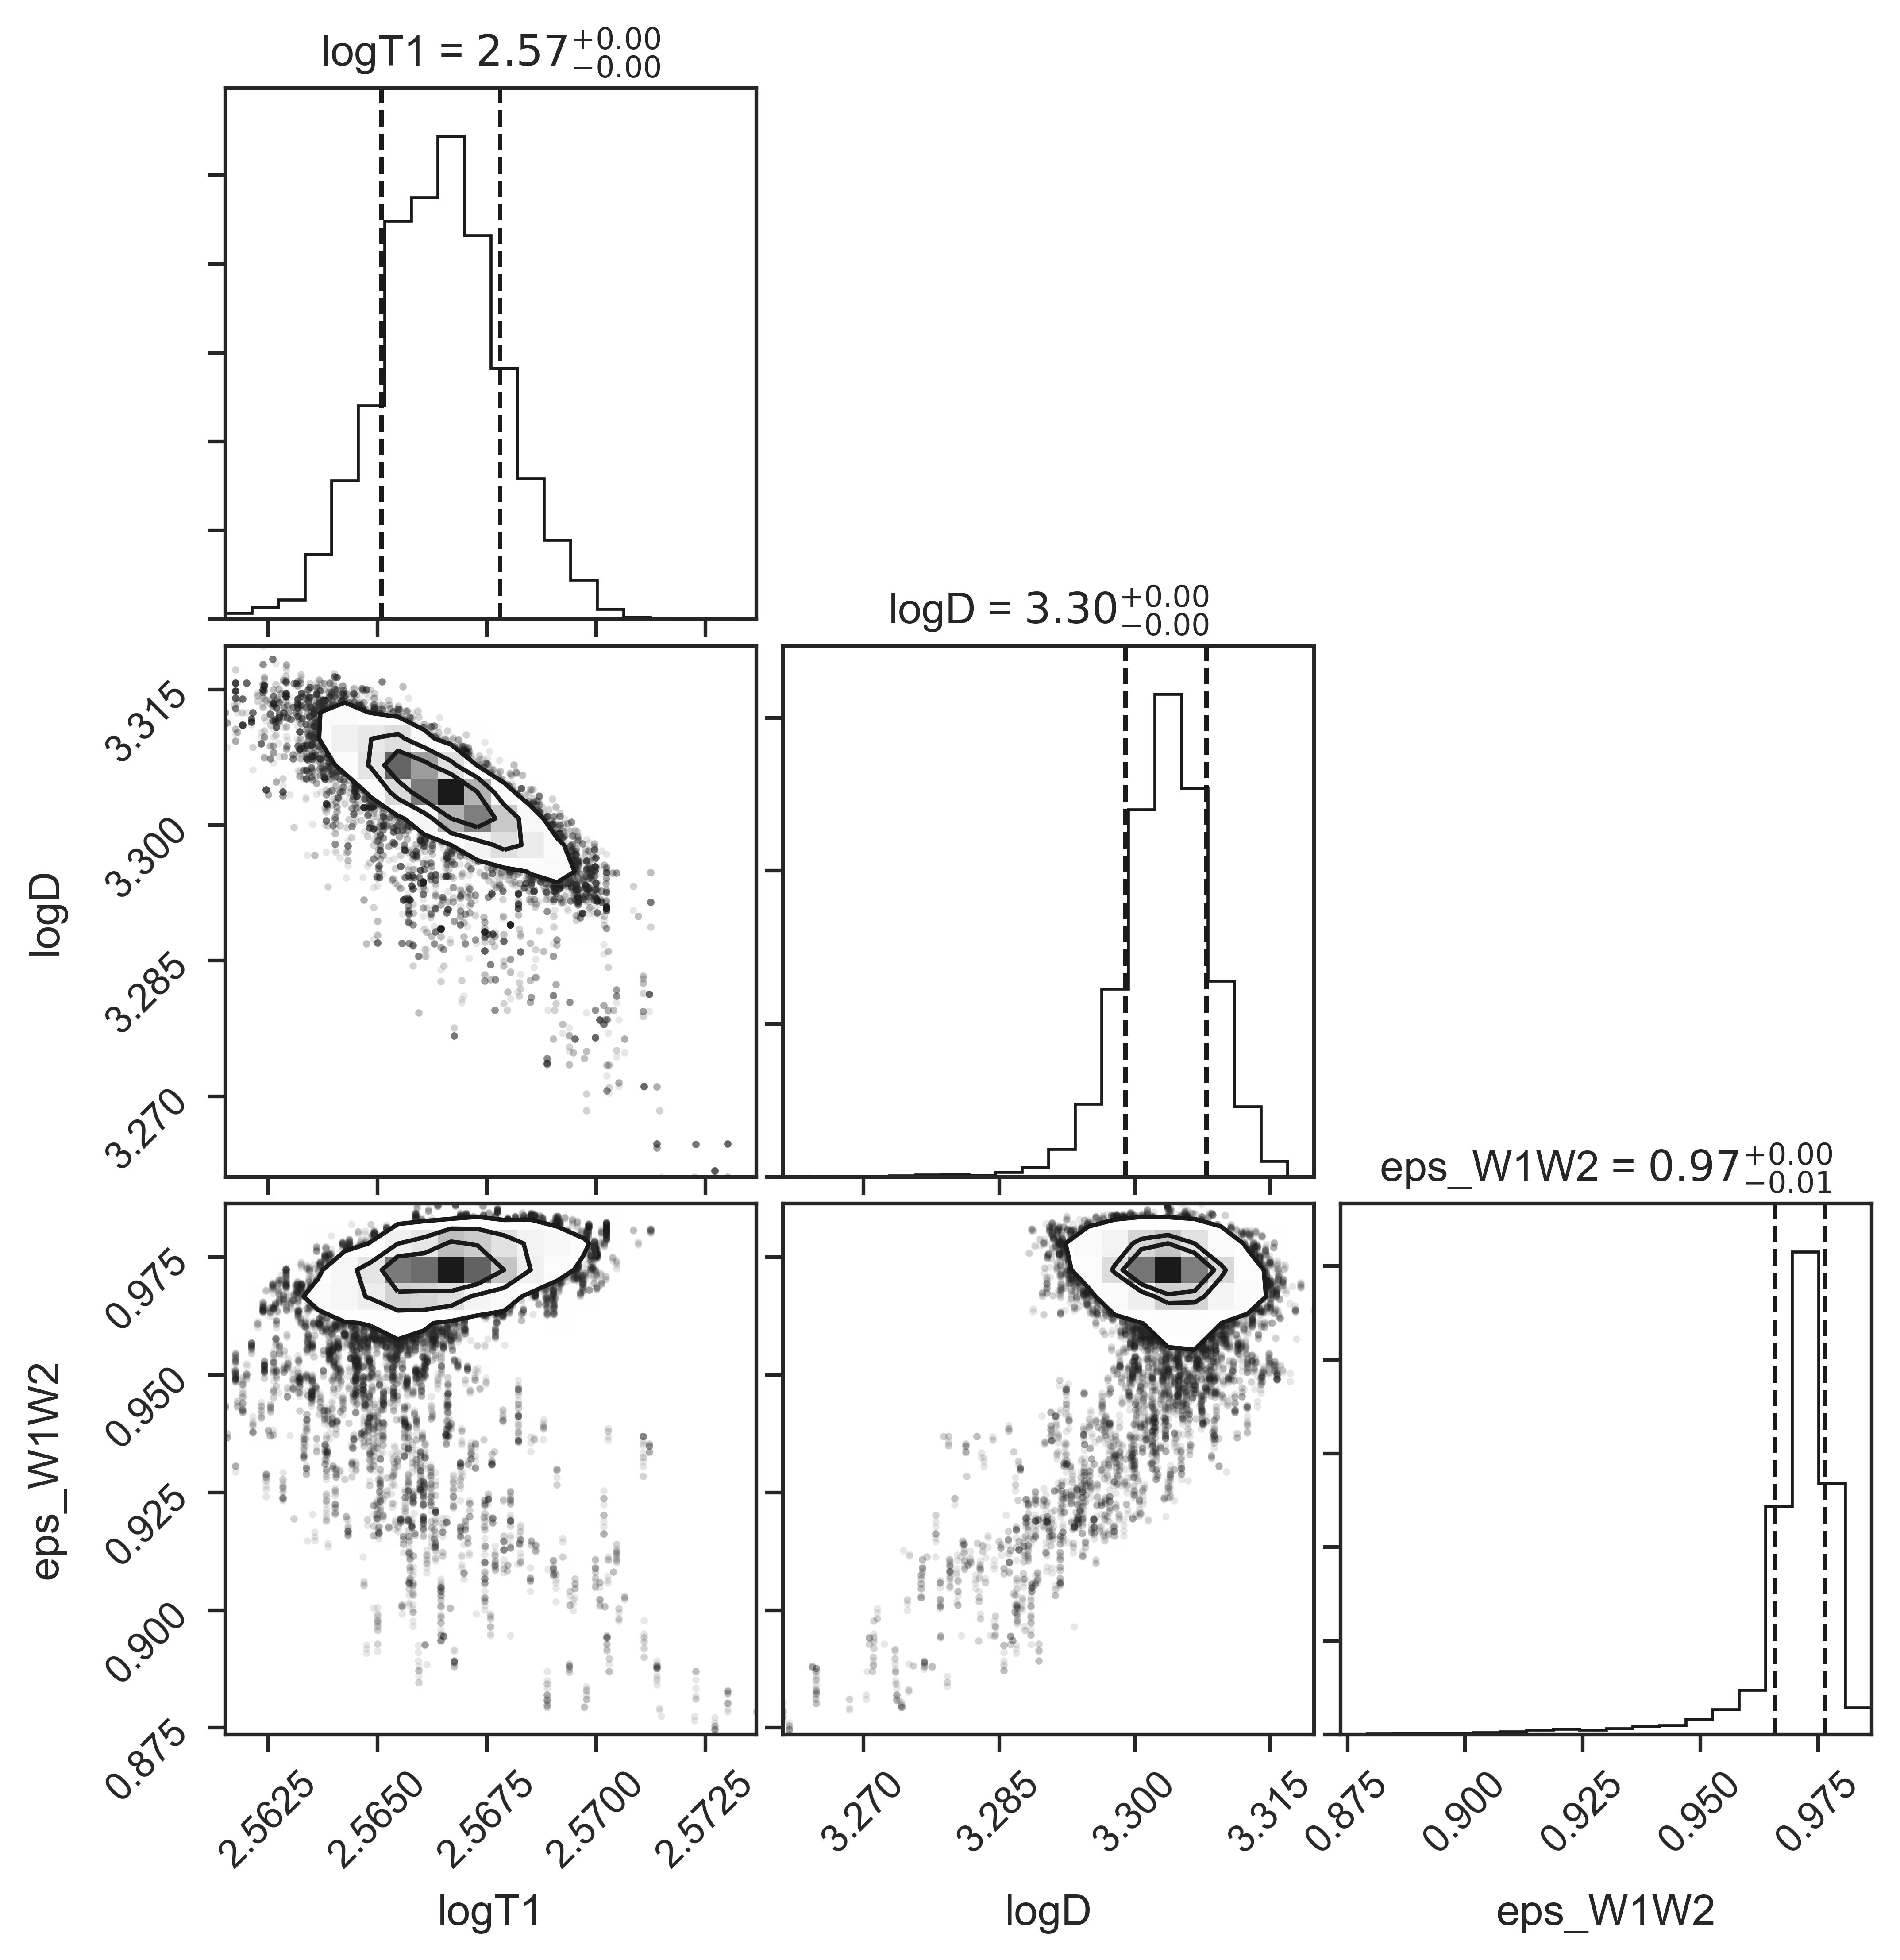 logT1 = 2.57+0.00−0.00
logD = 3.30+0.00−0.00
3.315
3.300
3.285
3.270
logD
eps_W1W2 = 0.97+0.00−0.01
0.975
0.950
0.925
0.900
0.875
eps_W1W2
2.5625 2.5650 2.5675 2.5700 2.5725
3.270 3.285 3.300 3.315
0.875 0.900 0.925 0.950 0.975
logT1 logD eps_W1W2